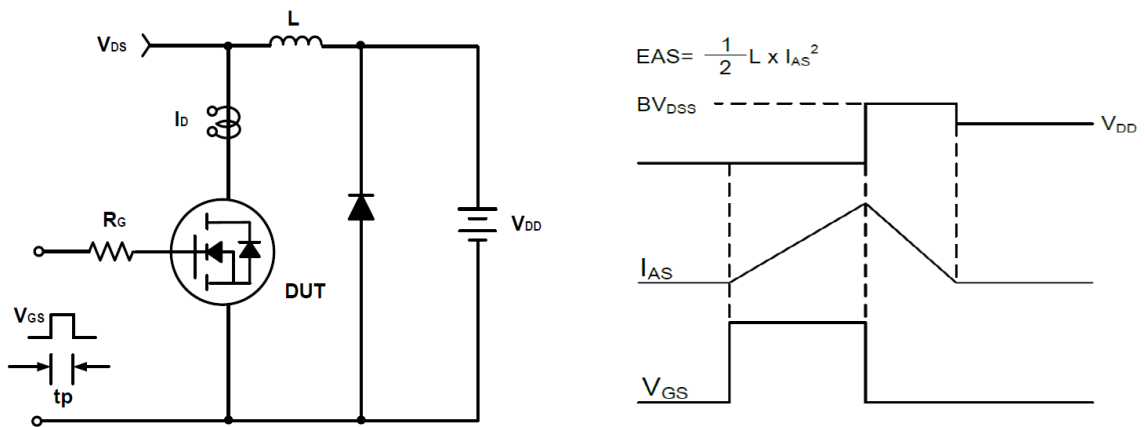 L
VDS
ID
RG
VDD
DUT
VGS
tp
EAS= 1/2 L x IAS²
BVDSS
VDD
IAS
VGS